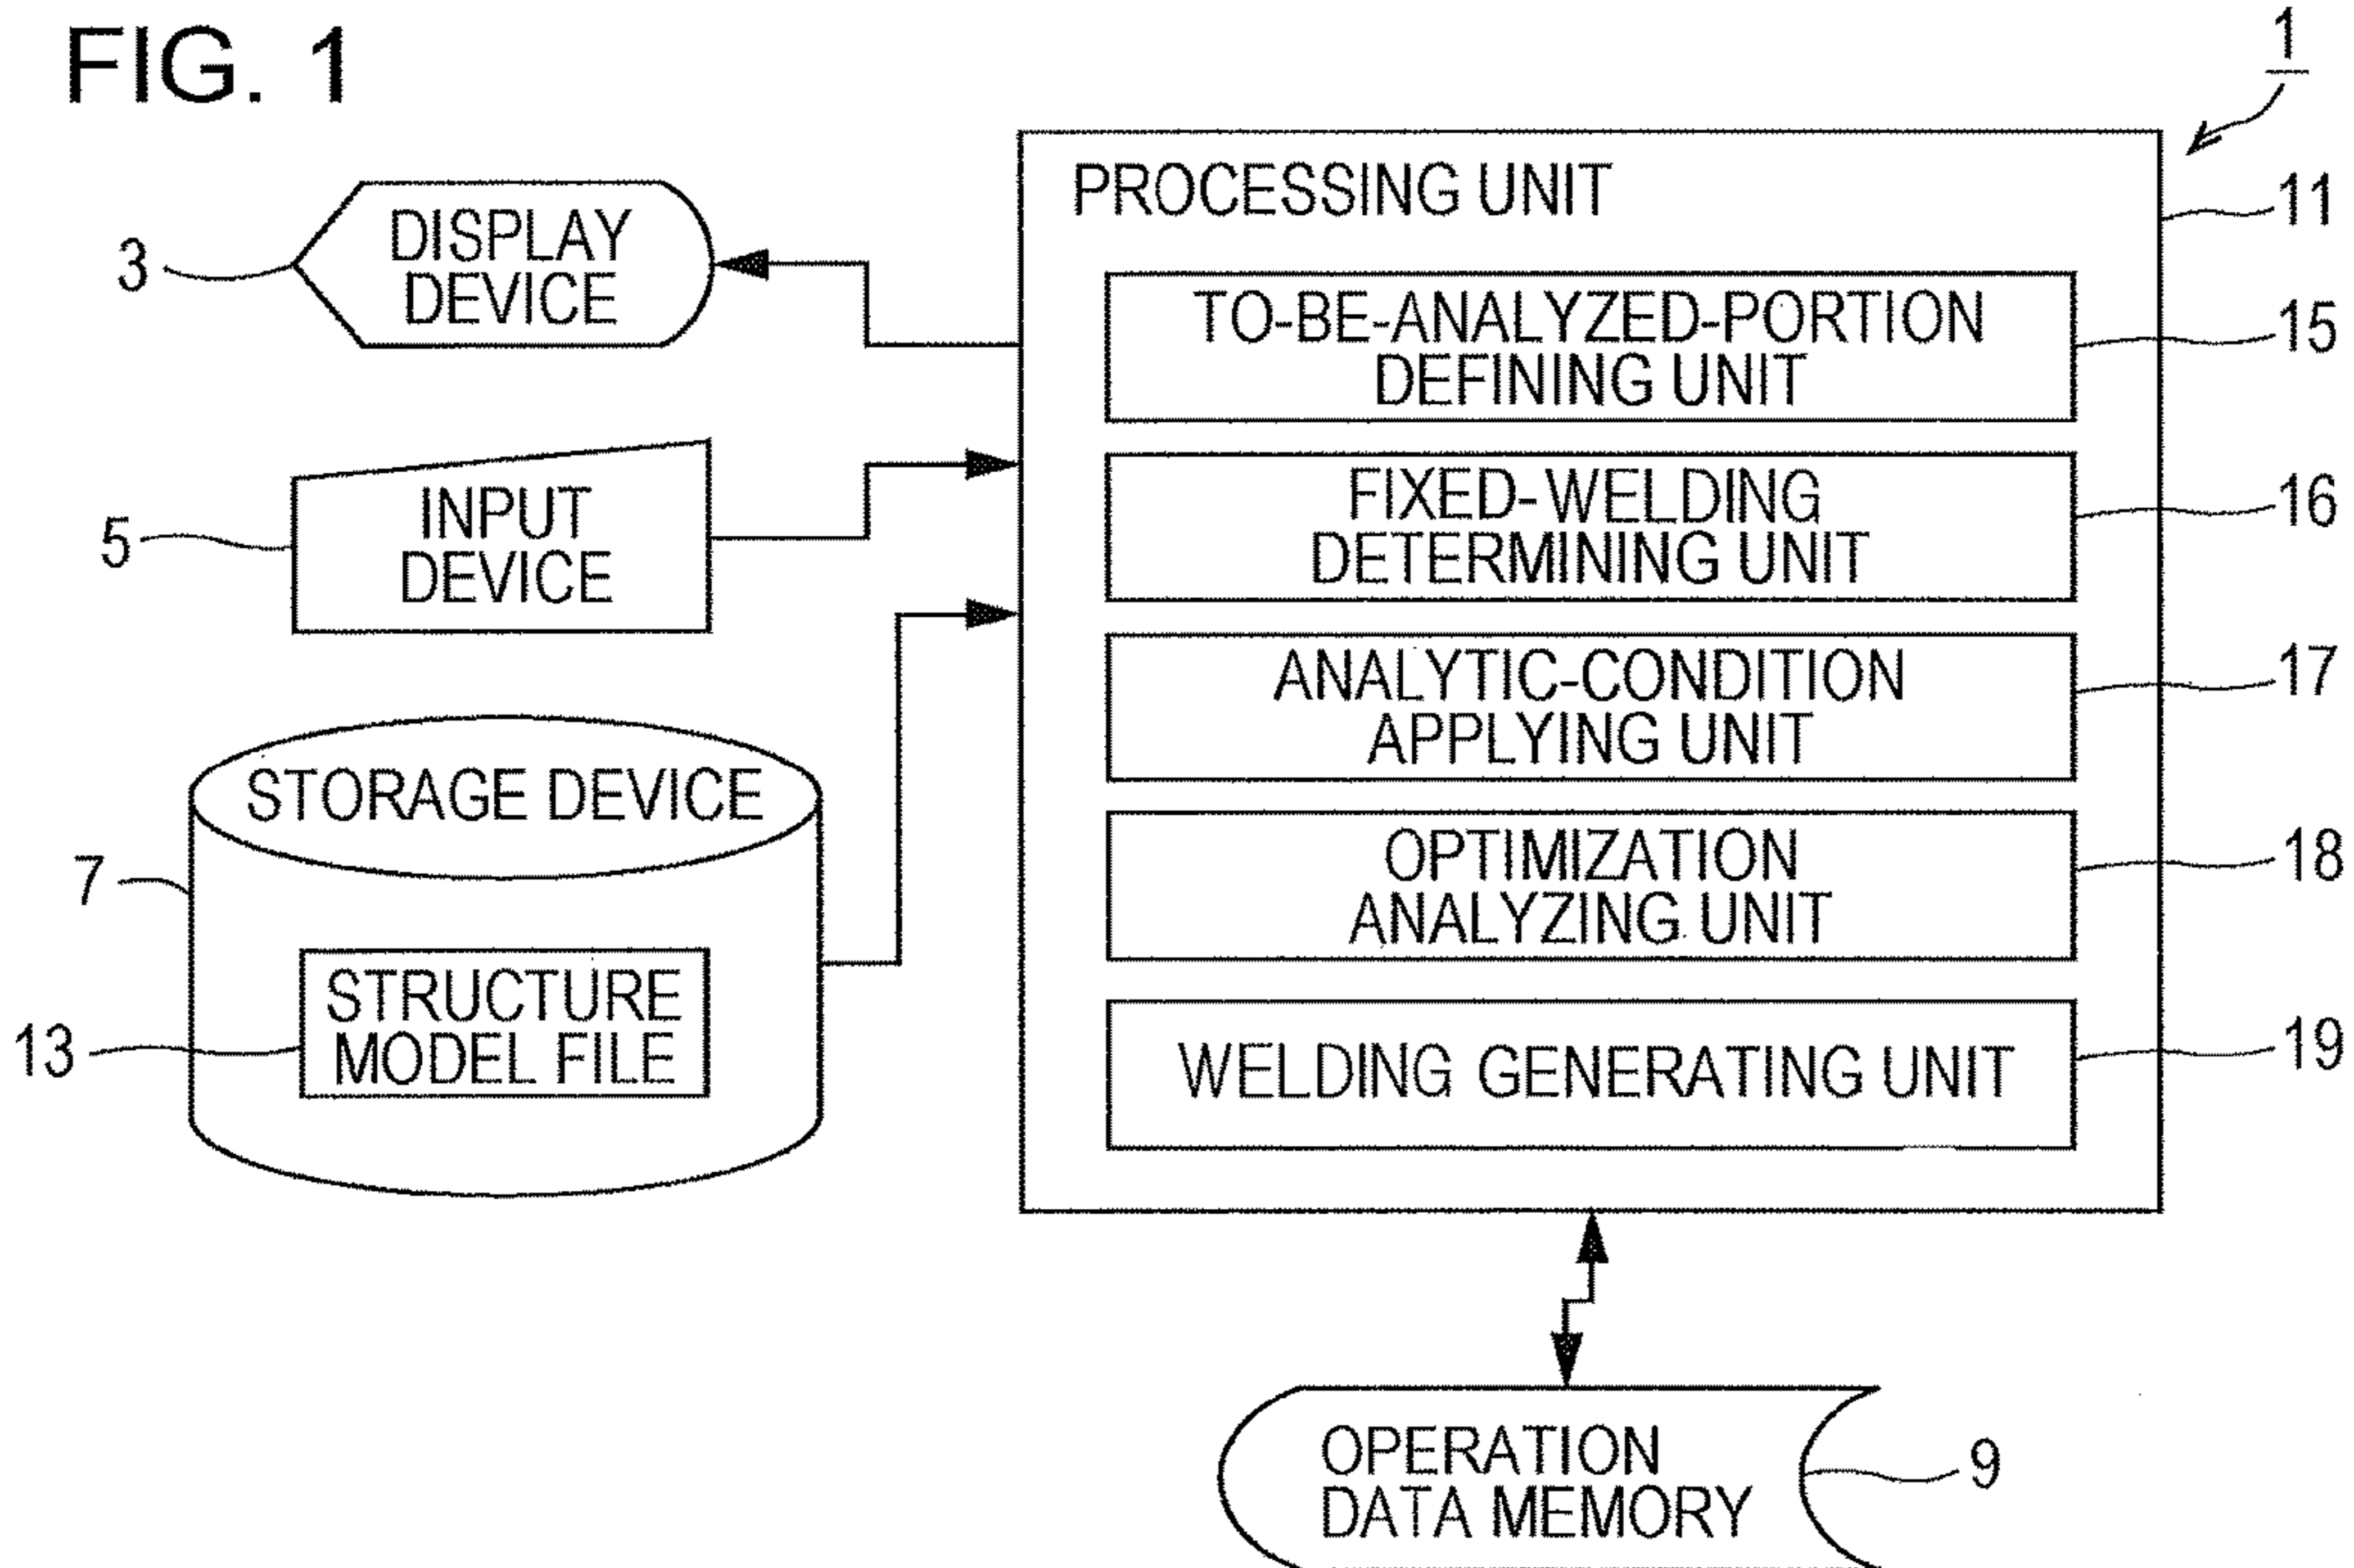 FIG. 1
1
PROCESSING UNIT
11
DISPLAY
DEVICE
3
TO-BE-ANALYZED-PORTION
DEFINING UNIT
15
INPUT
DEVICE
5
FIXED-WELDING
DETERMINING UNIT
16
ANALYTIC-CONDITION
APPLYING UNIT
17
STORAGE DEVICE
7
OPTIMIZATION
ANALYZING UNIT
18
STRUCTURE
MODEL FILE
13
WELDING GENERATING UNIT
19
OPERATION
DATA MEMORY
9